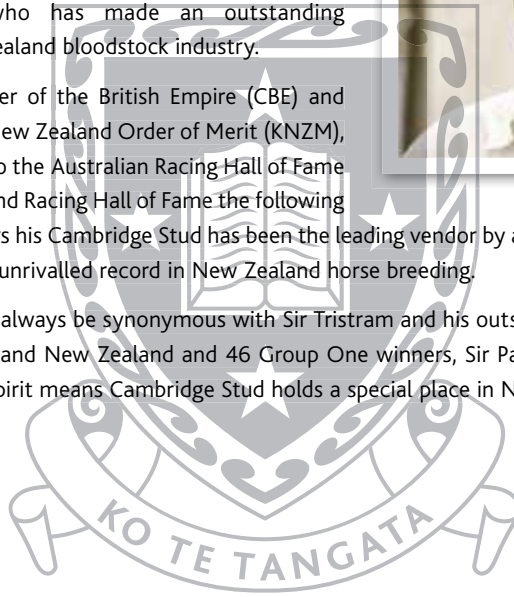 who has made an outstanding
ealand bloodstock industry.
er of the British Empire (CBE) and
ew Zealand Order of Merit (KNZM),
o the Australian Racing Hall of Fame
nd Racing Hall of Fame the following
s his Cambridge Stud has been the leading vendor by a
unrivalled record in New Zealand horse breeding.
always be synonymous with Sir Tristram and his outs
and New Zealand and 46 Group One winners, Sir Pa
pirit means Cambridge Stud holds a special place in N
KO TE TANGATA